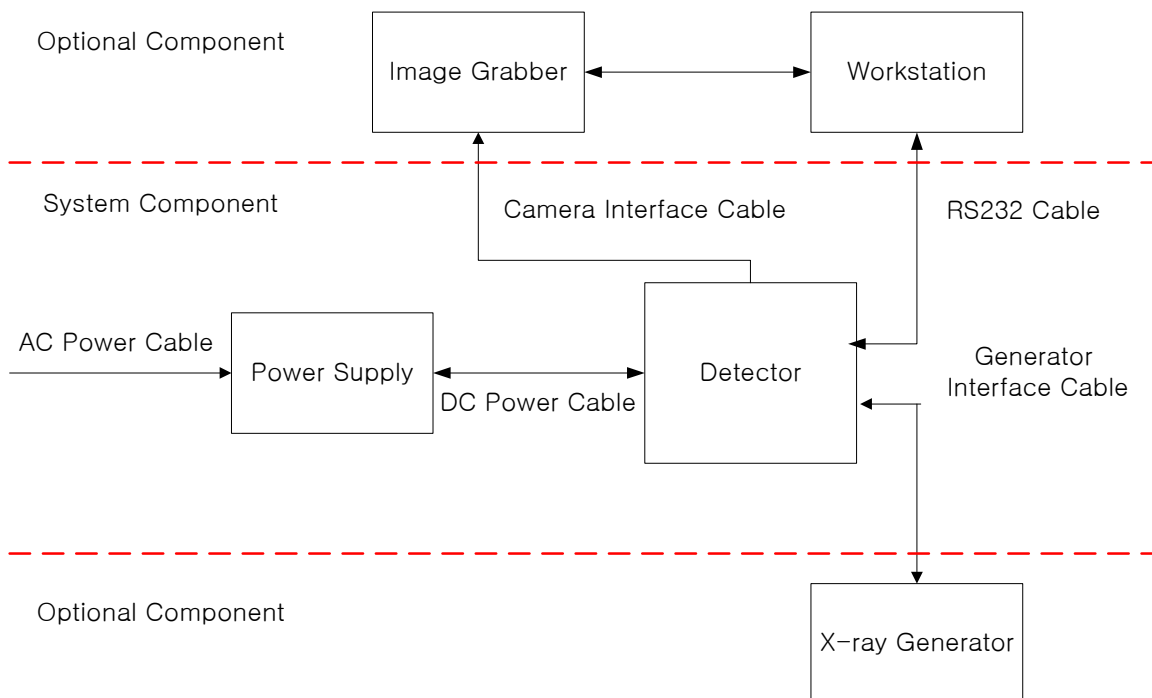 Optional Component
Image Grabber
Workstation
System Component
Camera Interface Cable
RS232 Cable
AC Power Cable
Power Supply
DC Power Cable
Detector
Generator
Interface Cable
Optional Component
X-ray Generator